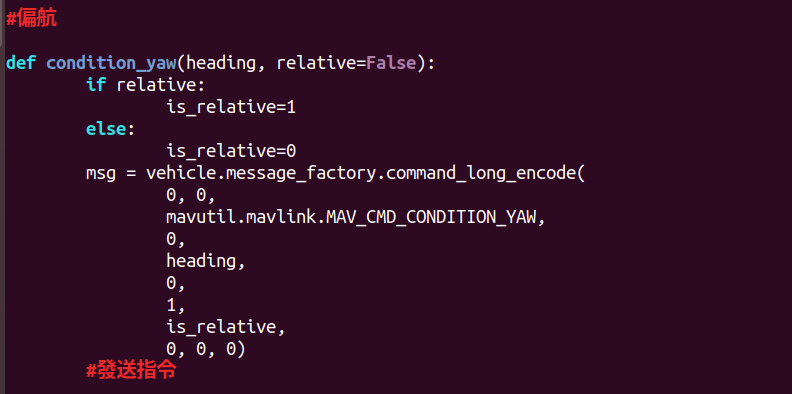 #偏航
def condition_yaw(heading, relative=False):
if relative:
is_relative=1
else:
is_relative=0
msg = vehicle.message_factory.command_long_encode(
0, 0,
mavutil.mavlink.MAV_CMD_CONDITION_YAW,
0,
heading,
0,
1,
is_relative,
0, 0, 0)
#發送指令